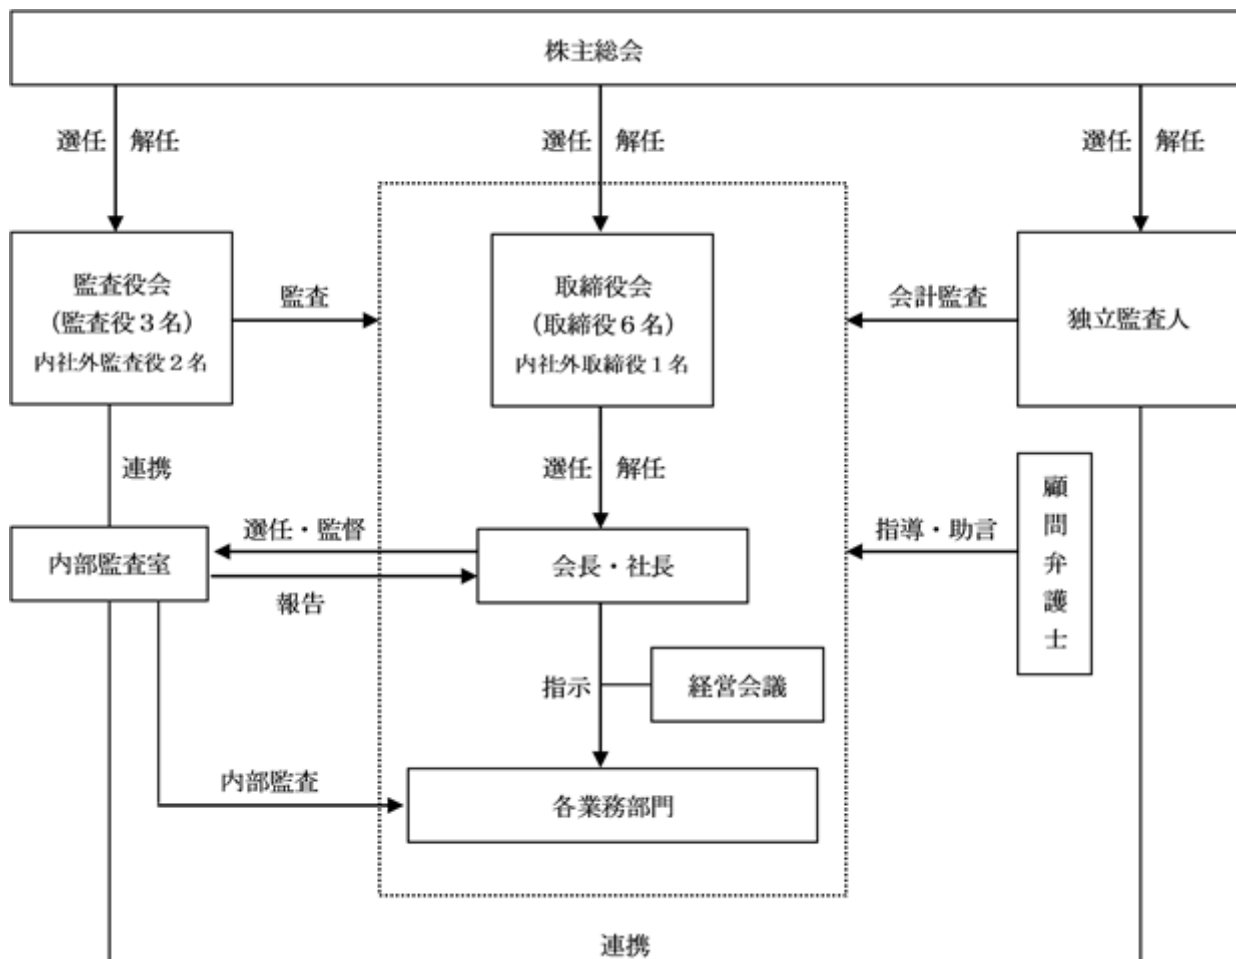 株主総会
選任 解任
選任 解任
選任 解任
監査役会
(監査役3名)
内社外監査役2名
監査
取締役会
(取締役6名)
内社外取締役1名
会計監査
独立監査人
連携
選任 解任
顧問弁護士
選任・監督
指導・助言
内部監査室
会長・社長
報告
指示
経営会議
内部監査
各業務部門
連携